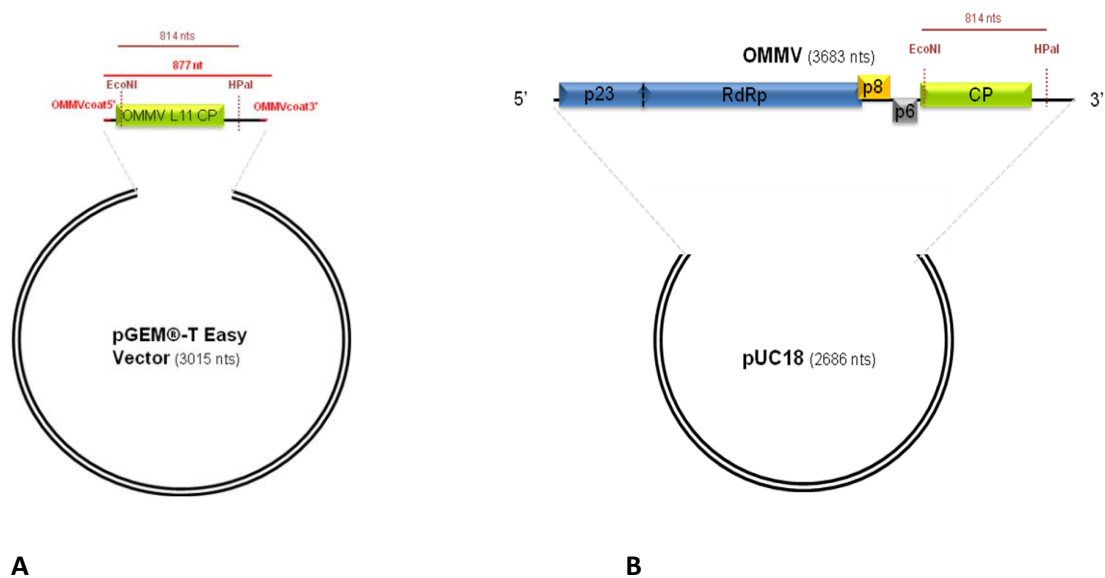 814 nts
877 nt
EcoNI
HPaI
OMMVcoat5'
OMMVcoat3'
OMMV L11 CP
pGEM®-T Easy
Vector (3015 nts)
A
814 nts
OMMV (3683 nts)
EcoNI
HPaI
5'
p23
RdRp
p8
p6
CP
3'
pUC18 (2686 nts)
B